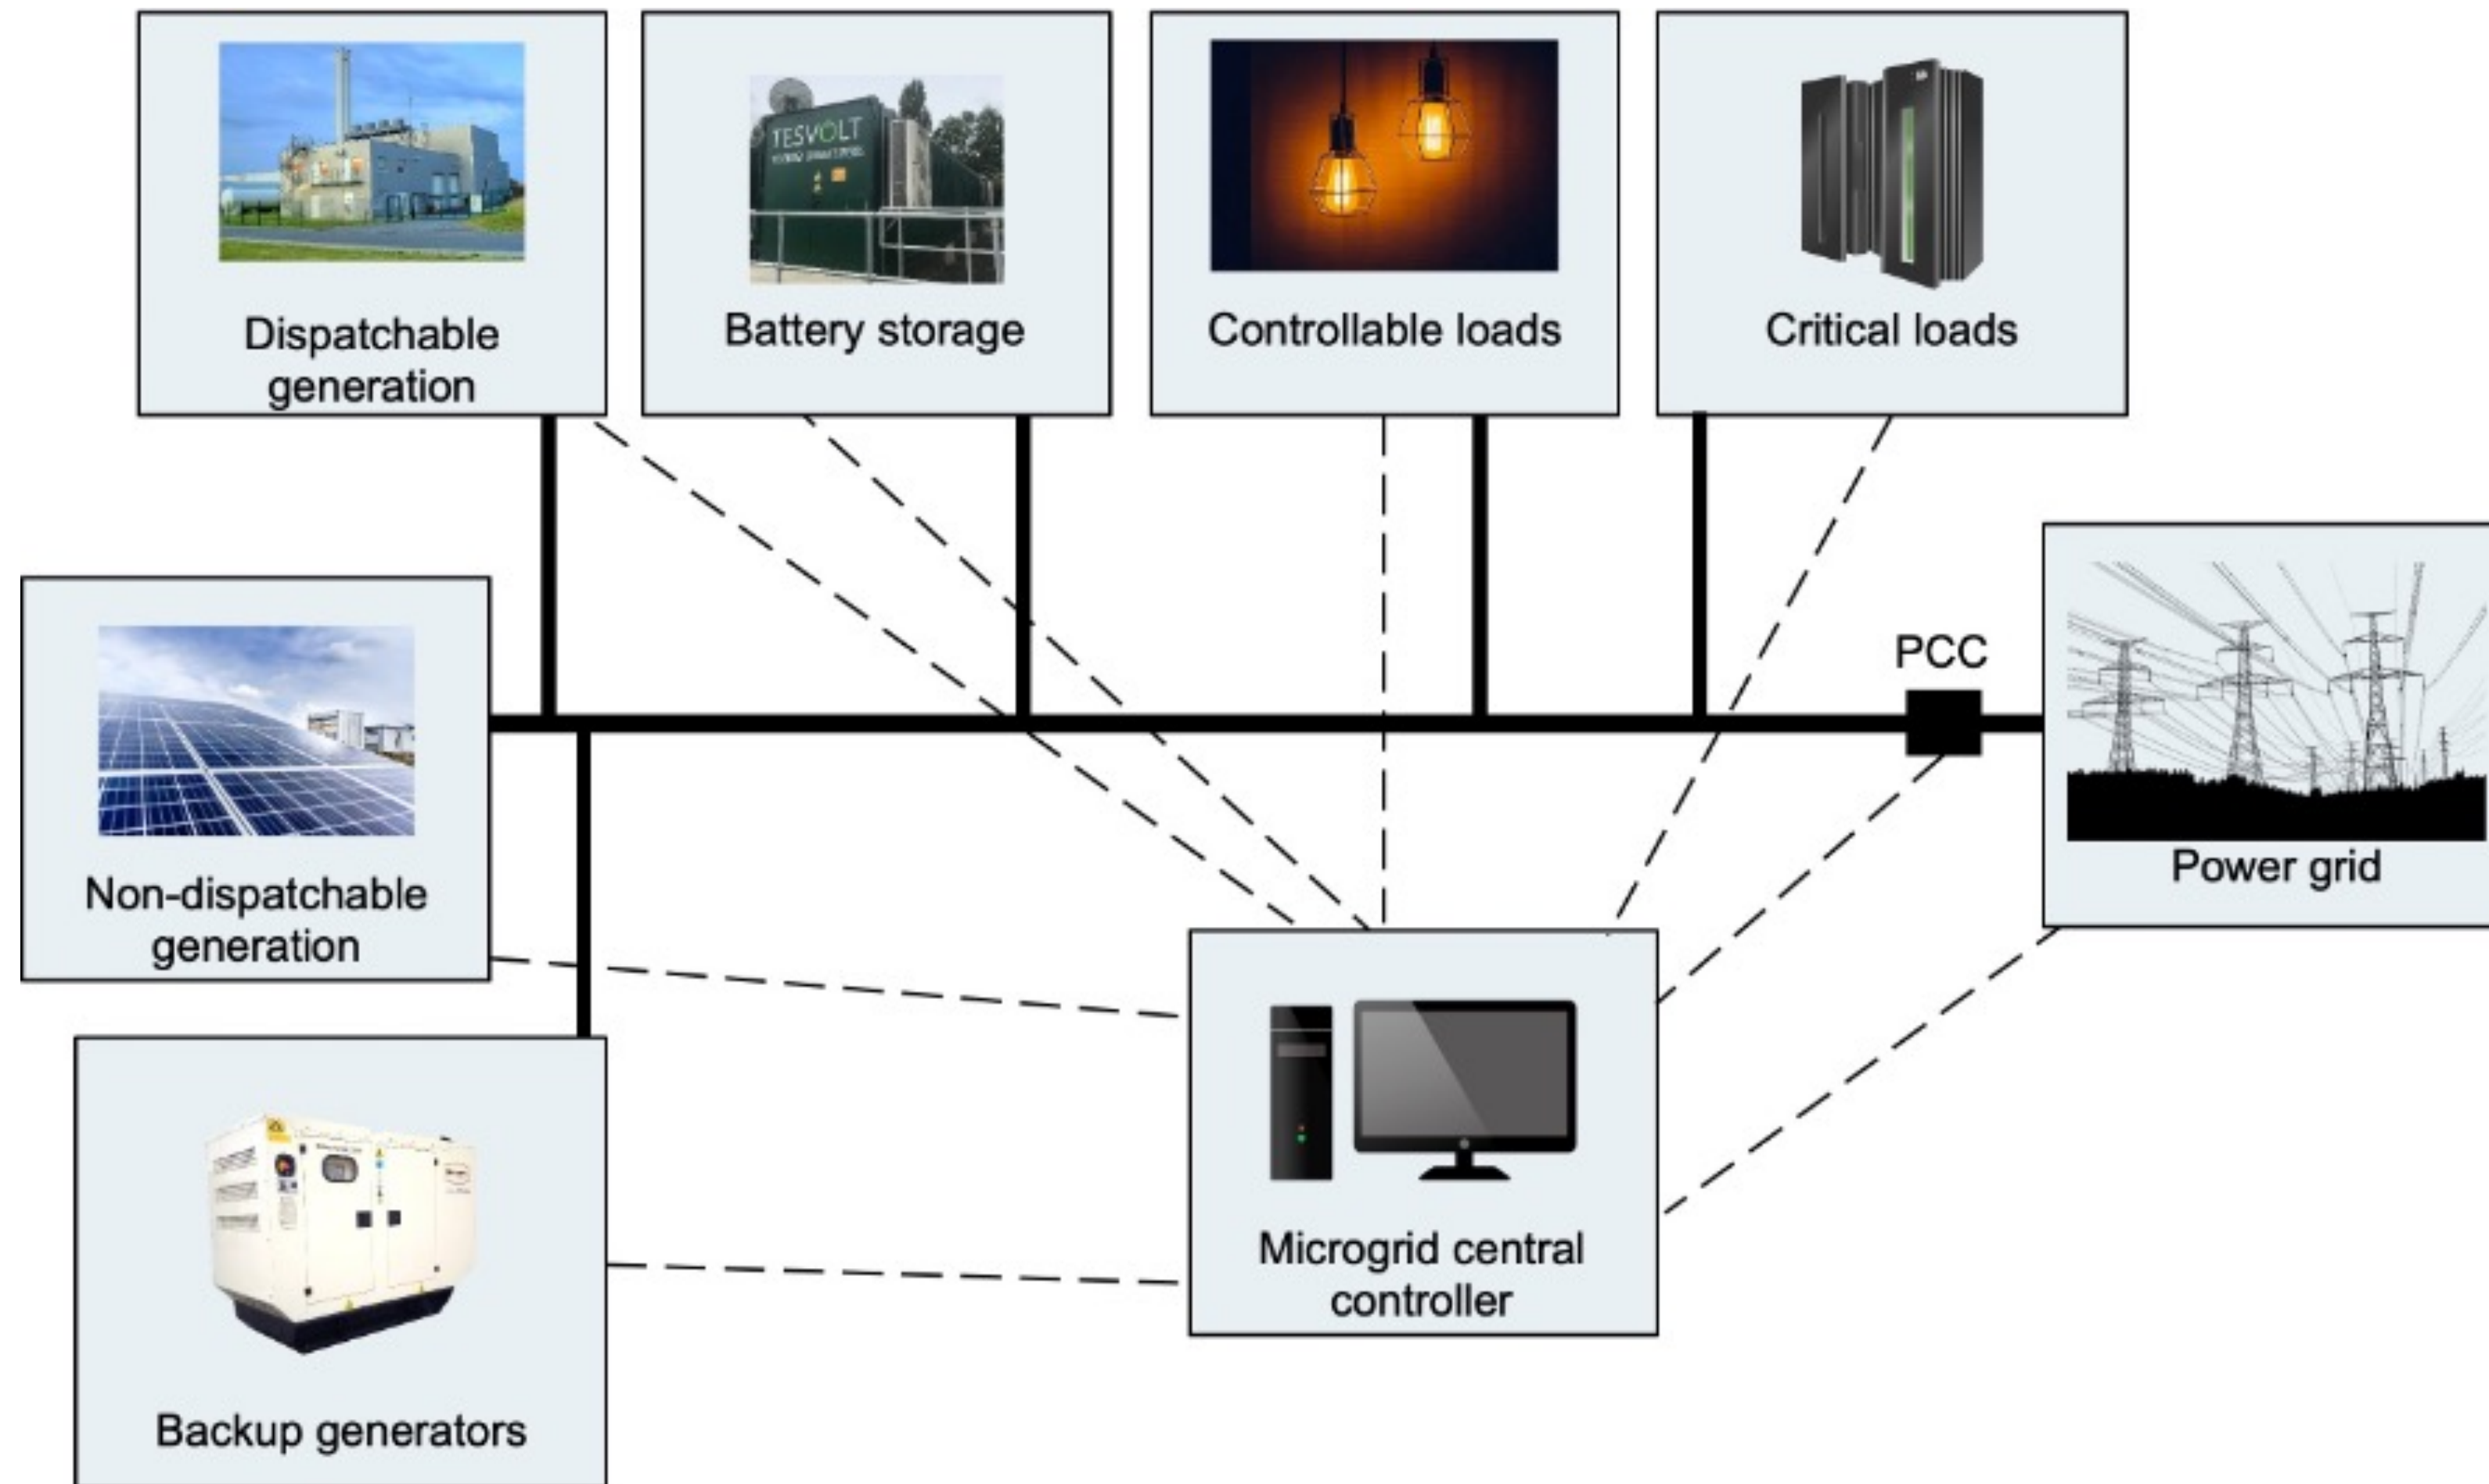 TESVOLT
Dispatchable
generation
Battery storage
Controllable loads
Critical loads
PCC
Non-dispatchable
generation
Power grid
Microgrid central
controller
Backup generators